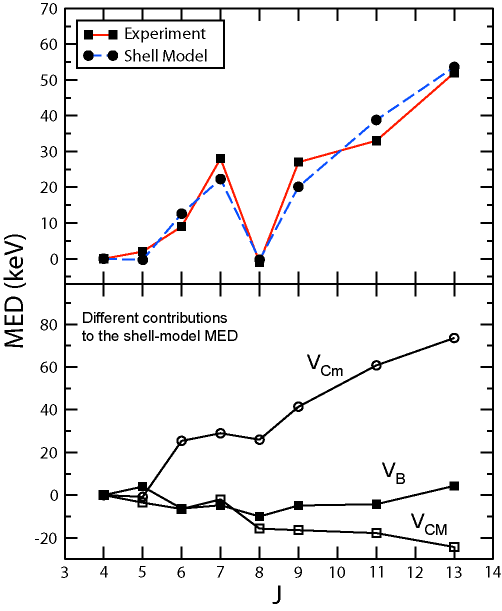 70
Experiment
60
Shell Model
50
40
30
20
10
0
MED (keV)
Different contributions
to the shell-model MED
80
V_Cm
60
40
20
V_B
0
V_CM
-20
3 4 5 6 7 8 9 10 11 12 13 14
J